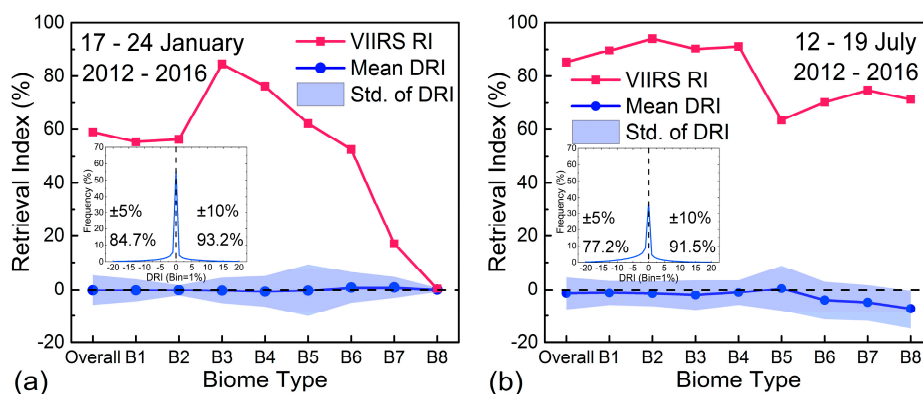 17 - 24 January
2012 - 2016
VIIRS RI
Mean DRI
Std. of DRI
Retrieval Index (%)
100
80
60
40
20
0
-20
Frequency (%)
70
60
50
40
30
20
10
0
±5%
84.7%
±10%
93.2%
-20 -15 -10 -5 0 5 10 15 20
DRI (Bin=1%)
Overall B1 B2 B3 B4 B5 B6 B7 B8
Biome Type
(a)
12 - 19 July
2012 - 2016
VIIRS RI
Mean DRI
Std. of DRI
Retrieval Index (%)
100
80
60
40
20
0
-20
Frequency (%)
70
60
50
40
30
20
10
0
±5%
77.2%
±10%
91.5%
-20 -15 -10 -5 0 5 10 15 20
DRI (Bin=1%)
Overall B1 B2 B3 B4 B5 B6 B7 B8
Biome Type
(b)